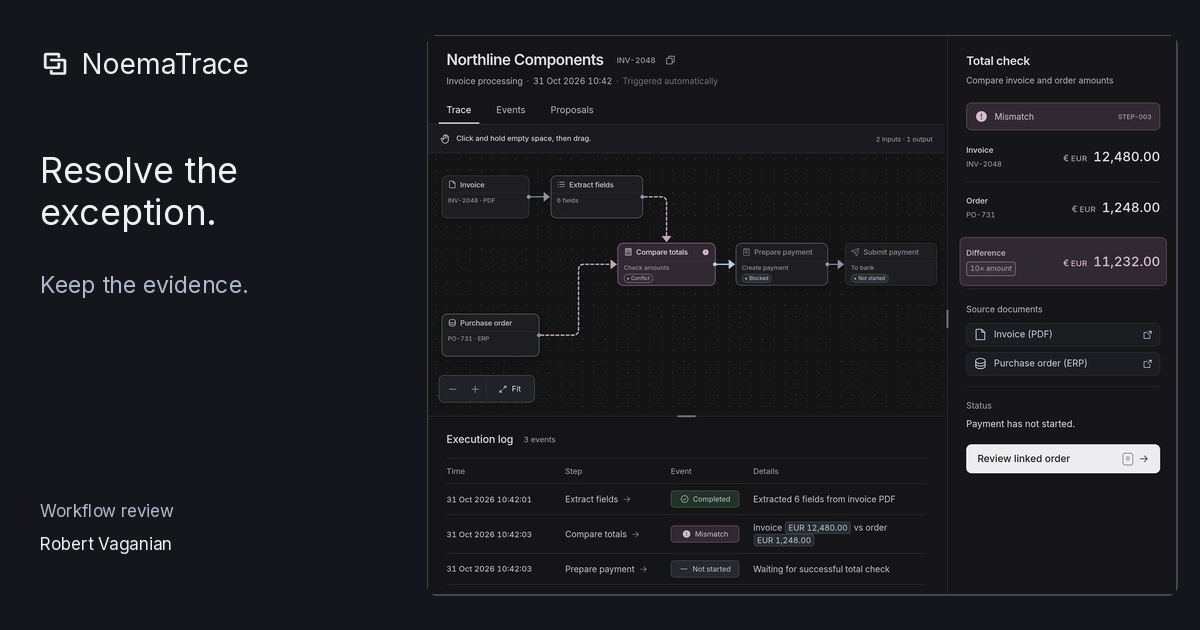 NoemaTrace
Resolve the
exception.
Keep the evidence.
Workflow review
Robert Vaganian
Northline Components INV-2048
Invoice processing · 31 Oct 2026 10:42 · Triggered automatically
Trace Events Proposals
Click and hold empty space, then drag. 2 inputs · 1 output
Invoice
INV-2048 · PDF
Extract fields
6 fields
Compare totals
Check amounts
Conflict
Prepare payment
Create payment
Blocked
Submit payment
To bank
Not started
Purchase order
PO-731 · ERP
Fit
Execution log 3 events
Time Step Event Details
31 Oct 2026 10:42:01 Extract fields → Completed Extracted 6 fields from invoice PDF
31 Oct 2026 10:42:03 Compare totals → Mismatch Invoice EUR 12,480.00 vs order
EUR 1,248.00
31 Oct 2026 10:42:03 Prepare payment → Not started Waiting for successful total check
Total check
Compare invoice and order amounts
Mismatch STEP-003
Invoice
INV-2048
€ EUR 12,480.00
Order
PO-731
€ EUR 1,248.00
Difference
10× amount
€ EUR 11,232.00
Source documents
Invoice (PDF)
Purchase order (ERP)
Status
Payment has not started.
Review linked order R →